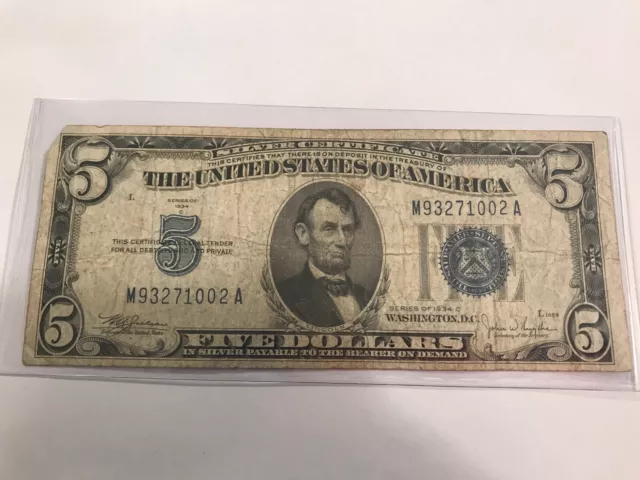 5 SILVER CERTIFICATE 5
THIS CERTIFIES THAT THERE IS ON DEPOSIT IN THE TREASURY OF
THE UNITED STATES OF AMERICA
L
SERIES OF
1934
C
M93271002A
THIS CERTIFICATE IS LEGAL TENDER
FOR ALL DEBTS PUBLIC AND PRIVATE
5
FIVE
M93271002A
SERIES OF 1934 C
WASHINGTON, D.C.
John W Snyder
5 FIVE DOLLARS 5
IN SILVER PAYABLE TO THE BEARER ON DEMAND